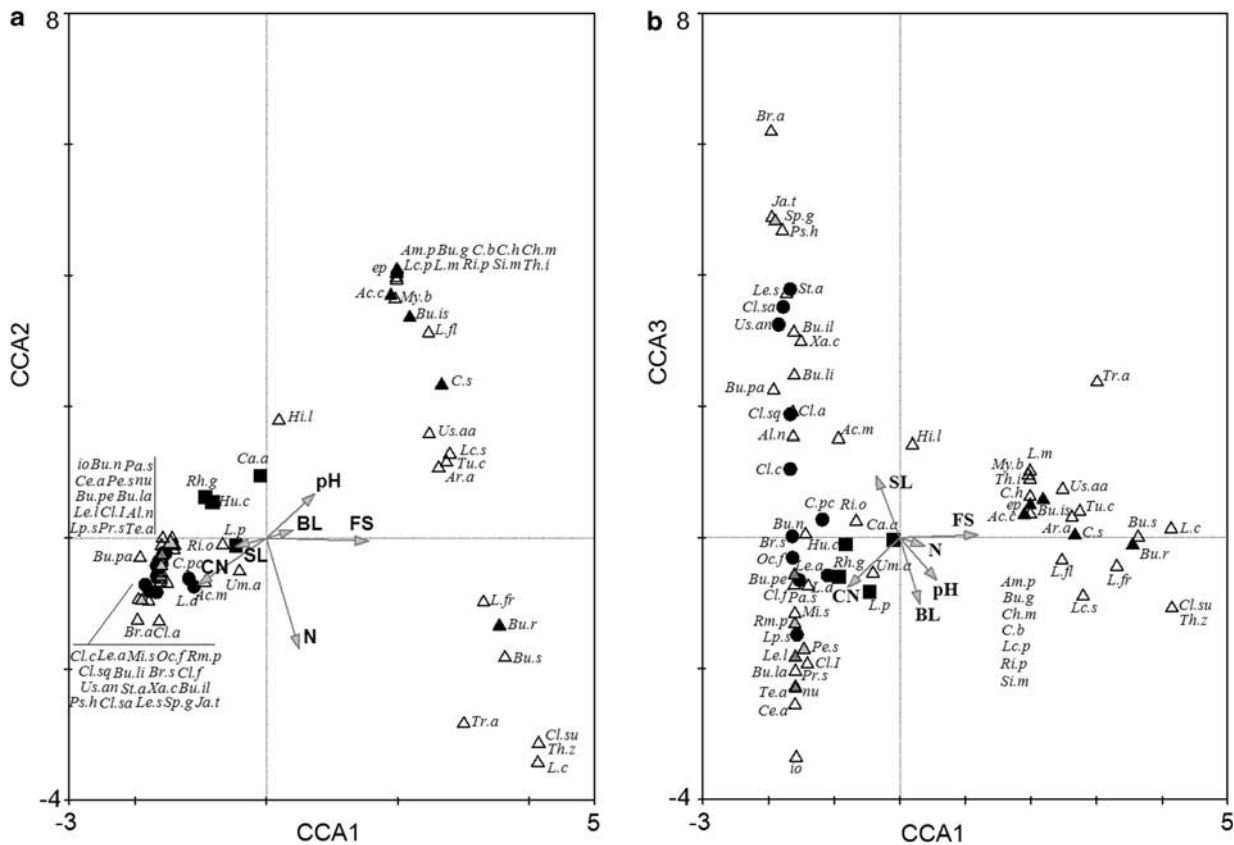 a
8
Am.p Bu.g C.b C.h Ch.m
ep Lc.p L.m Ri.p Si.m Th.i
Ac.c My.b
Bu.is
L.fl
CCA2
C.s
Hi.l
Us.aa
Lc.s
Tu.c
Ar.a
Ca.a
io Bu.n Pa.s
Ce.a Pe.s nu
Bu.pe Bu.la
Le.l Cl.I Al.n
Lp.s Pr.s Te.a
Rh.g
Hu.c
pH
BL
FS
L.p
Ri.o
SL
Bu.pa
C.pc
CN
Um.a
Ac.m
L.a
L.fr
Bu.r
N
Br.a Cl.a
Bu.s
Cl.c Le.a Mi.s Oc.f Rm.p
Cl.sq Bu.li Br.s Cl.f
Us.an St.a Xa.c Bu.il
Ps.h Cl.sa Le.s Sp.g Ja.t
Tr.a
Cl.su
Th.z
L.c
-4
-3
CCA1
5
b
8
Br.a
Ja.t
Sp.g
Ps.h
Le.s St.a
Cl.sa
Us.an
Bu.il
Xa.c
CCA3
Bu.li
Bu.pa
Tr.a
Cl.sq Cl.a
Al.n
Ac.m
Hi.l
Cl.c
L.m
My.b
Th.i
C.h
SL
Us.aa
ep
Ac.c
Bu.is
Tu.c
C.pc Ri.o
Ca.a
FS
Ar.a
C.s
Bu.s
L.c
Bu.n
Br.s
Hu.c
N
Bu.r
Oc.f
Le.a
Rh.g
Um.a
L.fl
L.fr
Bu.pe
Cl.f Pa.s
L.a
CN
L.p
pH
BL
Lc.s
Cl.su
Th.z
Mi.s
Rm.p
Lp.s
Pe.s
Le.l
Cl.I
Bu.la
Pr.s
Te.a
nu
Ce.a
io
Am.p
Bu.g
Ch.m
C.b
Lc.p
Ri.p
Si.m
-4
-3
CCA1
5